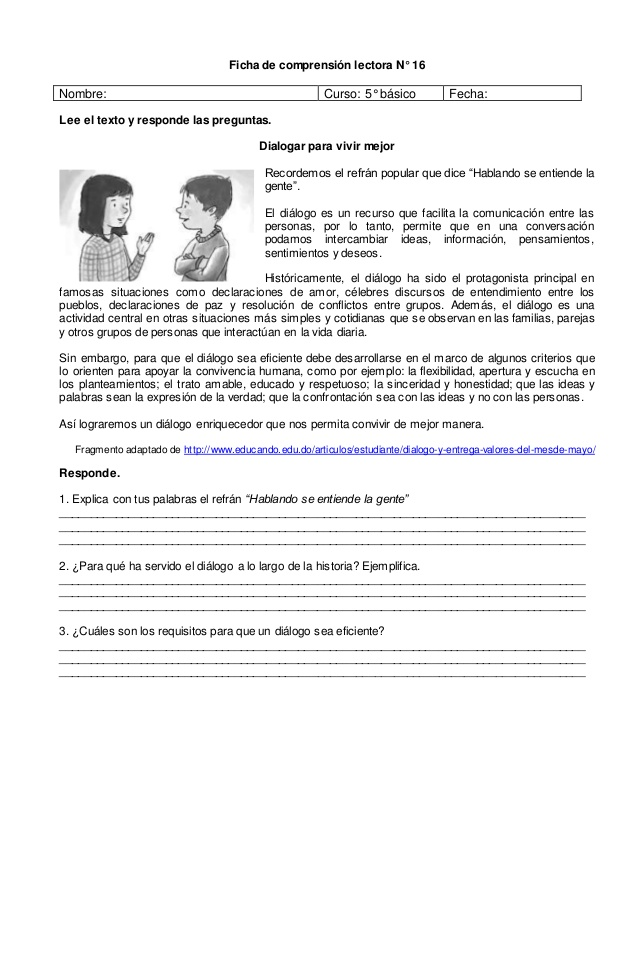 Ficha de comprensión lectora N° 16
Nombre: Curso: 5° básico Fecha:
Lee el texto y responde las preguntas.
Dialogar para vivir mejor
Recordemos el refrán popular que dice “Hablando se entiende la
gente”.
El diálogo es un recurso que facilita la comunicación entre las
personas, por lo tanto, permite que en una conversación
podamos intercambiar ideas, información, pensamientos,
sentimientos y deseos.
Históricamente, el diálogo ha sido el protagonista principal en
famosas situaciones como declaraciones de amor, célebres discursos de entendimiento entre los
pueblos, declaraciones de paz y resolución de conflictos entre grupos. Además, el diálogo es una
actividad central en otras situaciones más simples y cotidianas que se observan en las familias, parejas
y otros grupos de personas que interactúan en la vida diaria.
Sin embargo, para que el diálogo sea eficiente debe desarrollarse en el marco de algunos criterios que
lo orienten para apoyar la convivencia humana, como por ejemplo: la flexibilidad, apertura y escucha en
los planteamientos; el trato amable, educado y respetuoso; la sinceridad y honestidad; que las ideas y
palabras sean la expresión de la verdad; que la confrontación sea con las ideas y no con las personas.
Así lograremos un diálogo enriquecedor que nos permita convivir de mejor manera.
Fragmento adaptado de http://www.educando.edu.do/articulos/estudiante/dialogo-y-entrega-valores-del-mesde-mayo/
Responde.
1. Explica con tus palabras el refrán “Hablando se entiende la gente”
2. ¿Para qué ha servido el diálogo a lo largo de la historia? Ejemplifica.
3. ¿Cuáles son los requisitos para que un diálogo sea eficiente?